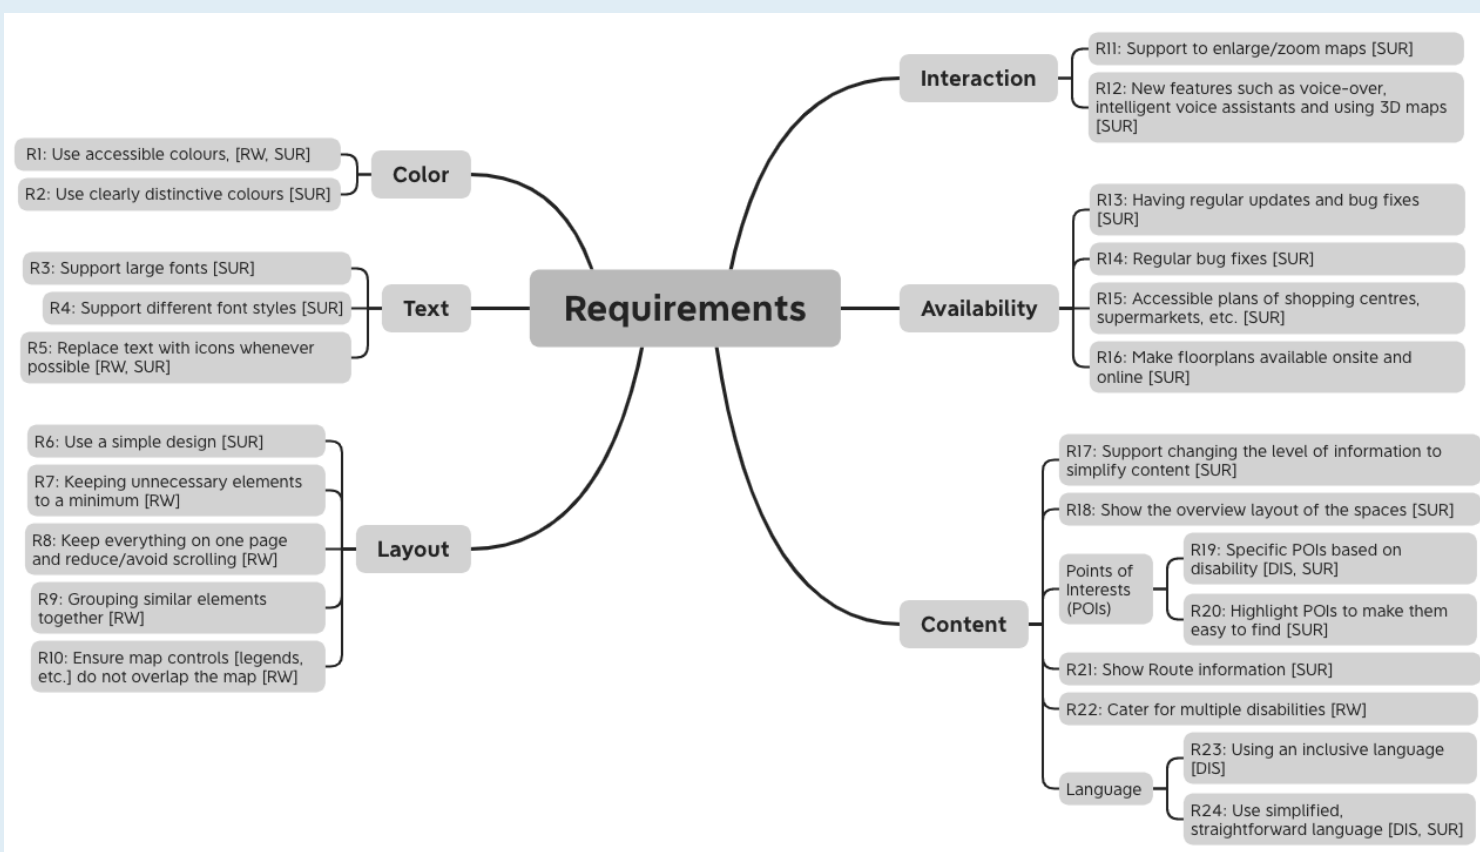 Requirements
Color
R1: Use accessible colours, [RW, SUR]
R2: Use clearly distinctive colours [SUR]
Text
R3: Support large fonts [SUR]
R4: Support different font styles [SUR]
R5: Replace text with icons whenever
possible [RW, SUR]
Layout
R6: Use a simple design [SUR]
R7: Keeping unnecessary elements
to a minimum [RW]
R8: Keep everything on one page
and reduce/avoid scrolling [RW]
R9: Grouping similar elements
together [RW]
R10: Ensure map controls [legends,
etc.] do not overlap the map [RW]
Interaction
R11: Support to enlarge/zoom maps [SUR]
R12: New features such as voice-over,
intelligent voice assistants and using 3D maps
[SUR]
Availability
R13: Having regular updates and bug fixes
[SUR]
R14: Regular bug fixes [SUR]
R15: Accessible plans of shopping centres,
supermarkets, etc. [SUR]
R16: Make floorplans available onsite and
online [SUR]
Content
R17: Support changing the level of information to
simplify content [SUR]
R18: Show the overview layout of the spaces [SUR]
Points of
Interests
(POIs)
R19: Specific POIs based on
disability [DIS, SUR]
R20: Highlight POIs to make them
easy to find [SUR]
R21: Show Route information [SUR]
R22: Cater for multiple disabilities [RW]
Language
R23: Using an inclusive language
[DIS]
R24: Use simplified,
straightforward language [DIS, SUR]